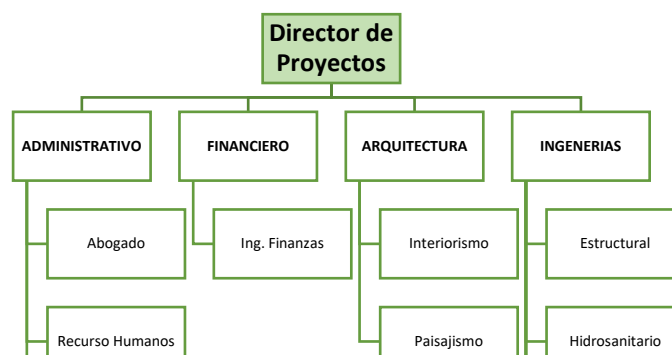 Director de
Proyectos
ADMINISTRATIVO
FINANCIERO
ARQUITECTURA
INGENERIAS
Abogado
Ing. Finanzas
Interiorismo
Estructural
Recurso Humanos
Paisajismo
Hidrosanitario